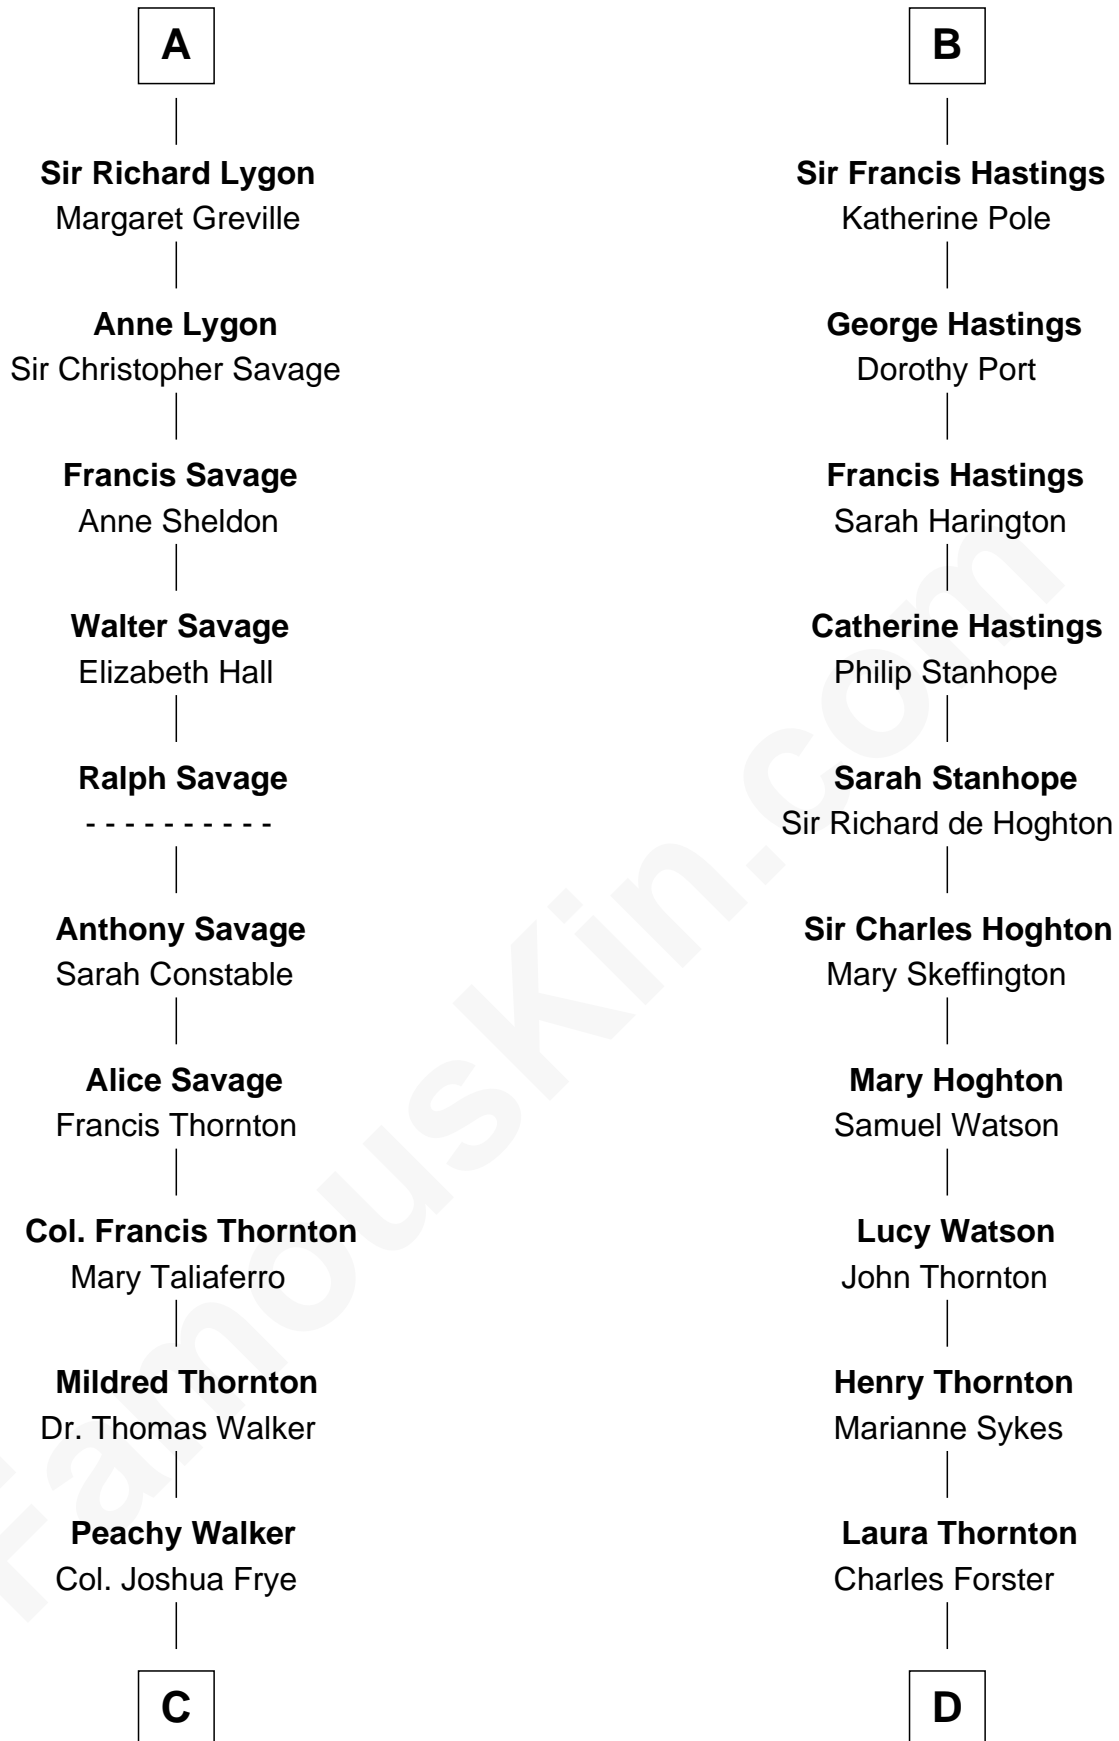 A
Sir Richard Lygon
Margaret Greville
Anne Lygon
Sir Christopher Savage
Francis Savage
Anne Sheldon
Walter Savage
Elizabeth Hall
Ralph Savage
- - - - - - - - - -
Anthony Savage
Sarah Constable
Alice Savage
Francis Thornton
Col. Francis Thornton
Mary Taliaferro
Mildred Thornton
Dr. Thomas Walker
Peachy Walker
Col. Joshua Frye
C
B
Sir Francis Hastings
Katherine Pole
George Hastings
Dorothy Port
Francis Hastings
Sarah Harington
Catherine Hastings
Philip Stanhope
Sarah Stanhope
Sir Richard de Hoghton
Sir Charles Hoghton
Mary Skeffington
Mary Hoghton
Samuel Watson
Lucy Watson
John Thornton
Henry Thornton
Marianne Sykes
Laura Thornton
Charles Forster
D
FamousKin.com